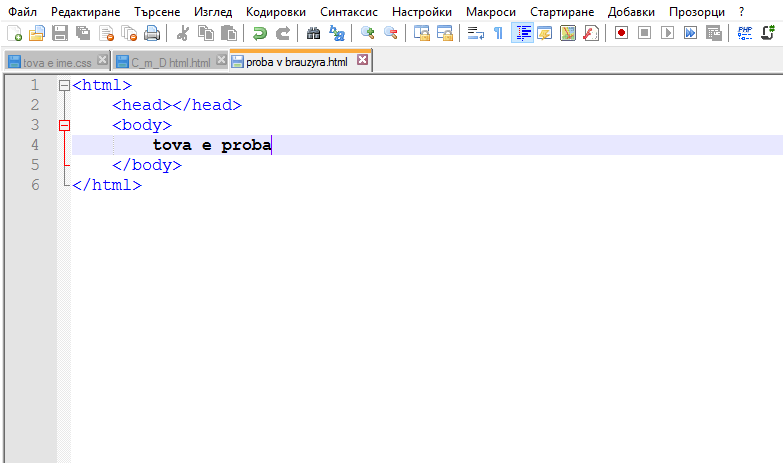 Файл Редактиране Търсене Изглед Кодировки Синтаксис Настройки Макроси Стартиране Добавки Прозорци ?
PHP
tova e ime.css C_m_D html.html proba v brauzyra.html
1 <html>
2 <head></head>
3 <body>
4 tova e proba
5 </body>
6 </html>